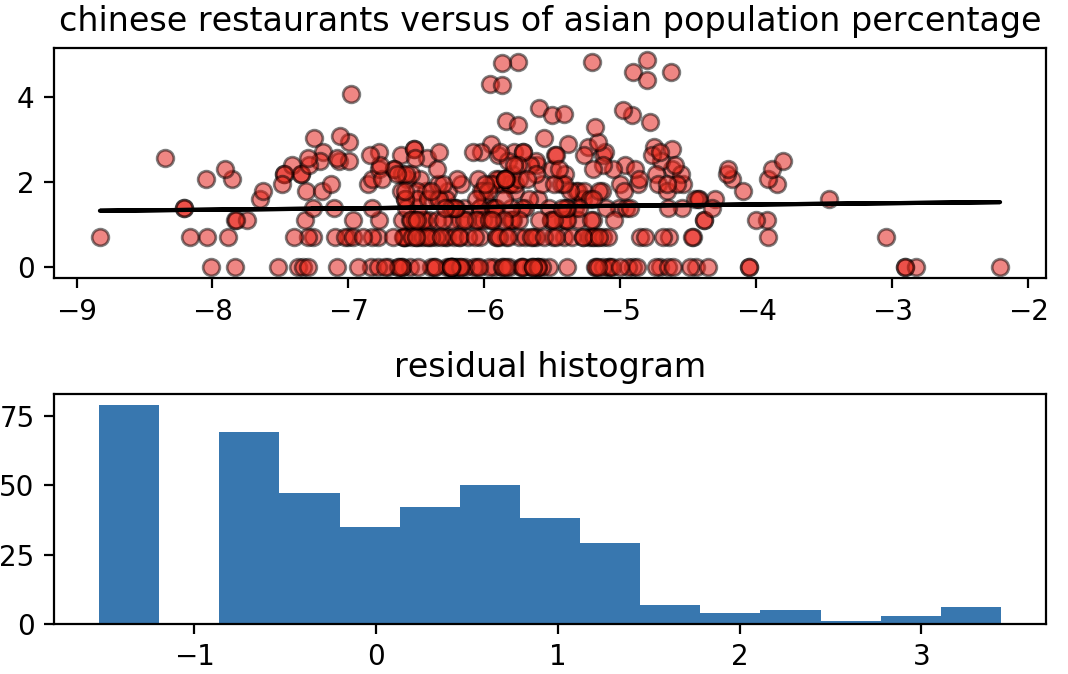 chinese restaurants versus of asian population percentage
4
2
0
−9 −8 −7 −6 −5 −4 −3 −2
residual histogram
75
50
25
0
−1 0 1 2 3